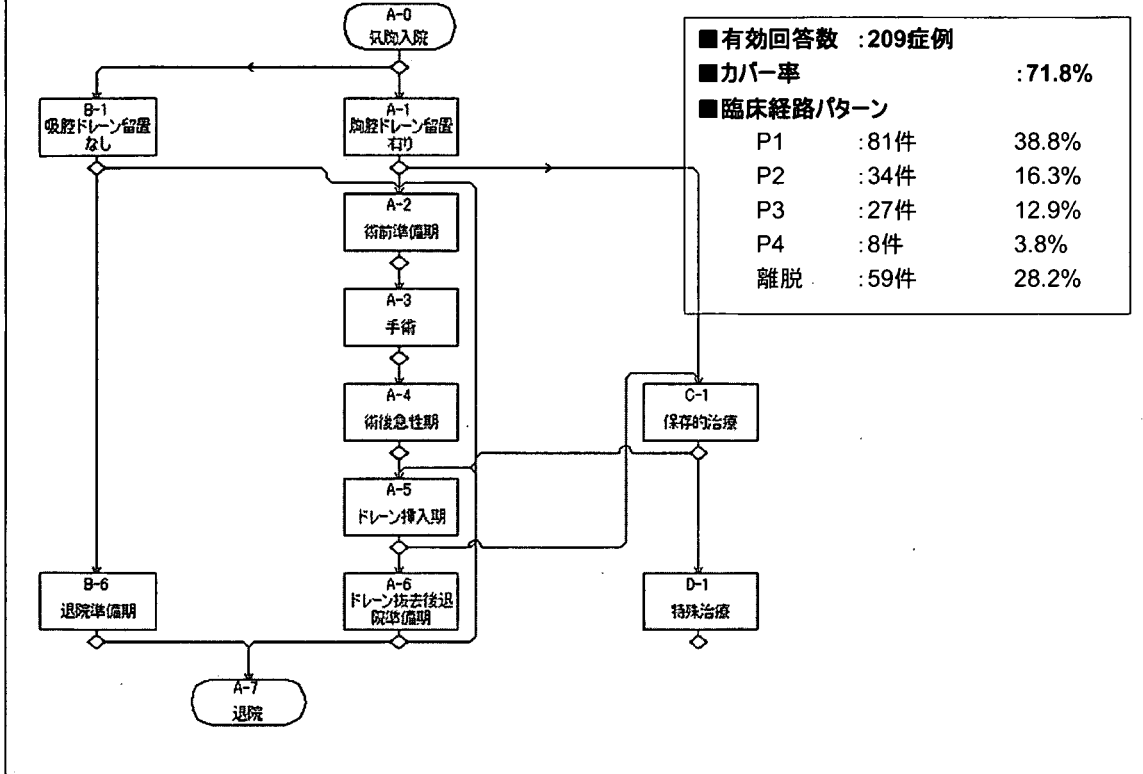 A-0
気胸入院
B-1
吸腔ドレーン留置
なし
A-1
胸腔ドレーン留置
有り
A-2
術前準備期
A-3
手術
A-4
術後急性期
C-1
保存的治療
A-5
ドレーン挿入期
B-6
退院準備期
A-6
ドレーン抜去後退
院準備期
D-1
特殊治療
A-7
退院
■有効回答数 :209症例
■カバー率 :71.8%
■臨床経路パターン
P1 :81件 38.8%
P2 :34件 16.3%
P3 :27件 12.9%
P4 :8件 3.8%
離脱 :59件 28.2%